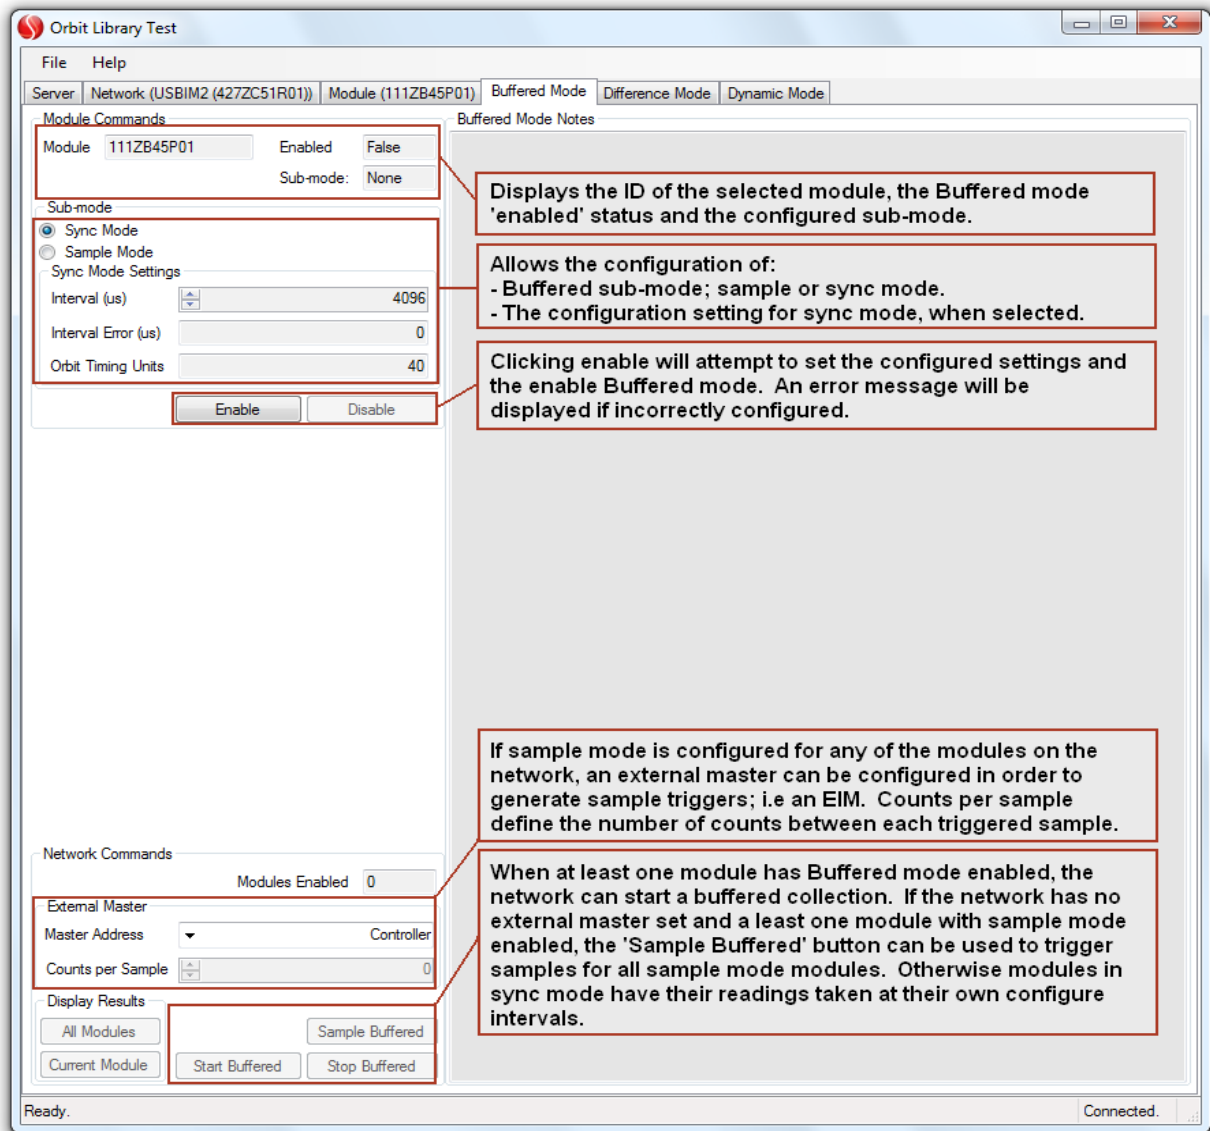 Orbit Library Test
File Help
Server Network (USBIM2 (427ZC51R01)) Module (111ZB45P01) Buffered Mode Difference Mode Dynamic Mode
Module Commands
Module 111ZB45P01 Enabled False
Sub-mode: None
Sub-mode
Sync Mode
Sample Mode
Sync Mode Settings
Interval (us) 4096
Interval Error (us) 0
Orbit Timing Units 40
Enable Disable
Buffered Mode Notes
Displays the ID of the selected module, the Buffered mode
'enabled' status and the configured sub-mode.
Allows the configuration of:
- Buffered sub-mode; sample or sync mode.
- The configuration setting for sync mode, when selected.
Clicking enable will attempt to set the configured settings and
the enable Buffered mode. An error message will be
displayed if incorrectly configured.
If sample mode is configured for any of the modules on the
network, an external master can be configured in order to
generate sample triggers; i.e an EIM. Counts per sample
define the number of counts between each triggered sample.
When at least one module has Buffered mode enabled, the
network can start a buffered collection. If the network has no
external master set and a least one module with sample mode
enabled, the 'Sample Buffered' button can be used to trigger
samples for all sample mode modules. Otherwise modules in
sync mode have their readings taken at their own configure
intervals.
Network Commands
Modules Enabled 0
External Master
Master Address Controller
Counts per Sample 0
Display Results
All Modules Sample Buffered
Current Module Start Buffered Stop Buffered
Ready. Connected.